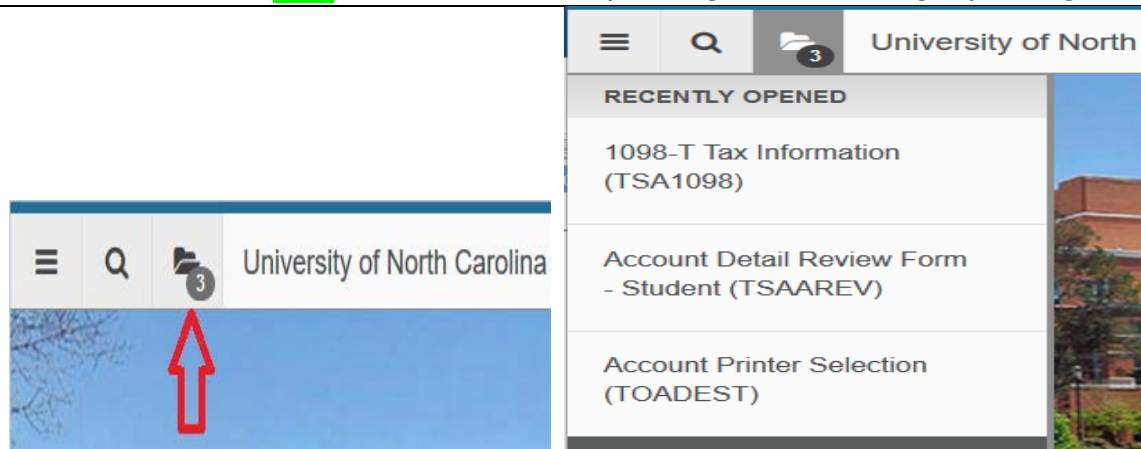 3
University of North Carolina
3
University of North
RECENTLY OPENED
1098-T Tax Information
(TSA1098)
Account Detail Review Form
- Student (TSAAREV)
Account Printer Selection
(TOADEST)